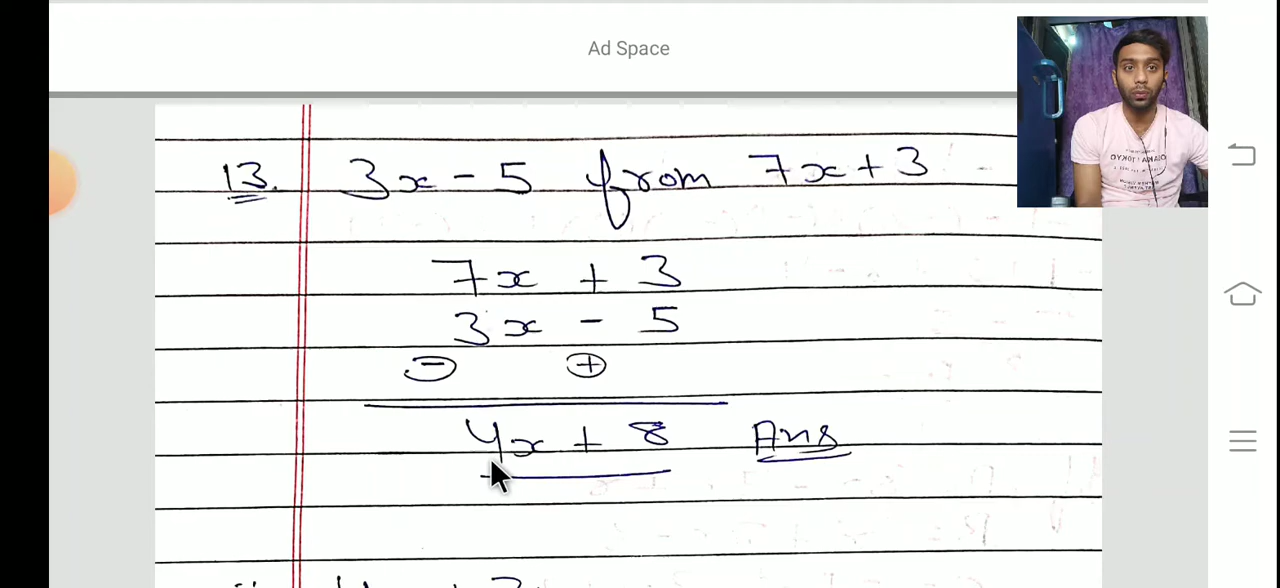 Ad Space
13. 3x - 5 from 7x + 3
7x + 3
3x - 5
⊖ ⊕
4x + 8 Ans